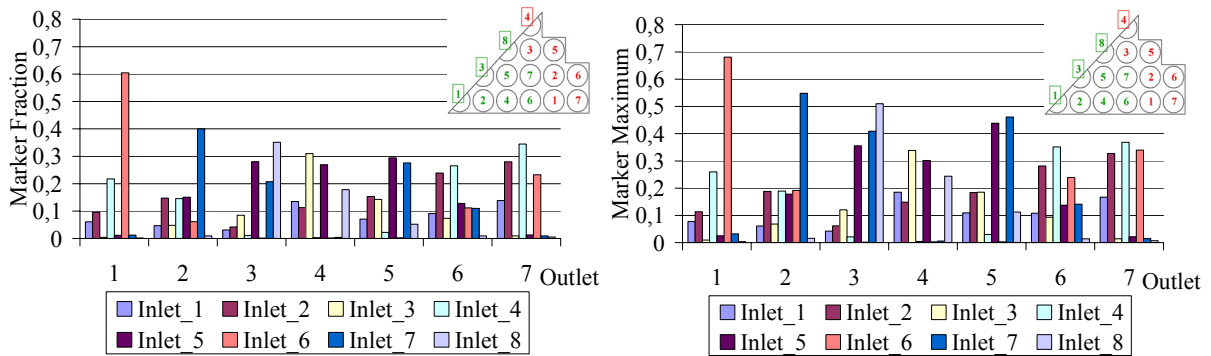 Marker Fraction
0,8
0,7
0,6
0,5
0,4
0,3
0,2
0,1
0
1 2 3 4 5 6 7 Outlet
4
8 3 5
3 5 7 2 6
1 2 4 6 1 7
Inlet_1 Inlet_2 Inlet_3 Inlet_4
Inlet_5 Inlet_6 Inlet_7 Inlet_8
Marker Maximum
0,8
0,7
0,6
0,5
0,4
0,3
0,2
0,1
0
1 2 3 4 5 6 7 Outlet
4
8 3 5
3 5 7 2 6
1 2 4 6 1 7
Inlet_1 Inlet_2 Inlet_3 Inlet_4
Inlet_5 Inlet_6 Inlet_7 Inlet_8